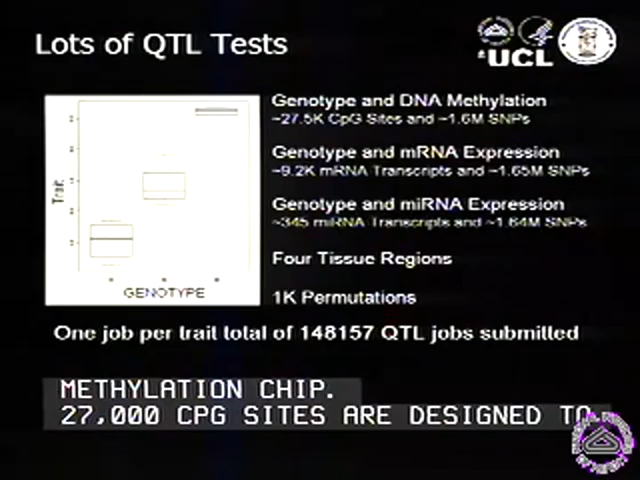 Lots of QTL Tests
UCL
Genotype and DNA Methylation
~27.5K CpG Sites and ~1.6M SNPs
Genotype and mRNA Expression
~9.2K mRNA Transcripts and ~1.65M SNPs
Genotype and miRNA Expression
~345 miRNA Transcripts and ~1.64M SNPs
Four Tissue Regions
1K Permutations
Trait
GENOTYPE
One job per trait total of 148157 QTL jobs submitted
METHYLATION CHIP.
27,000 CPG SITES ARE DESIGNED TO